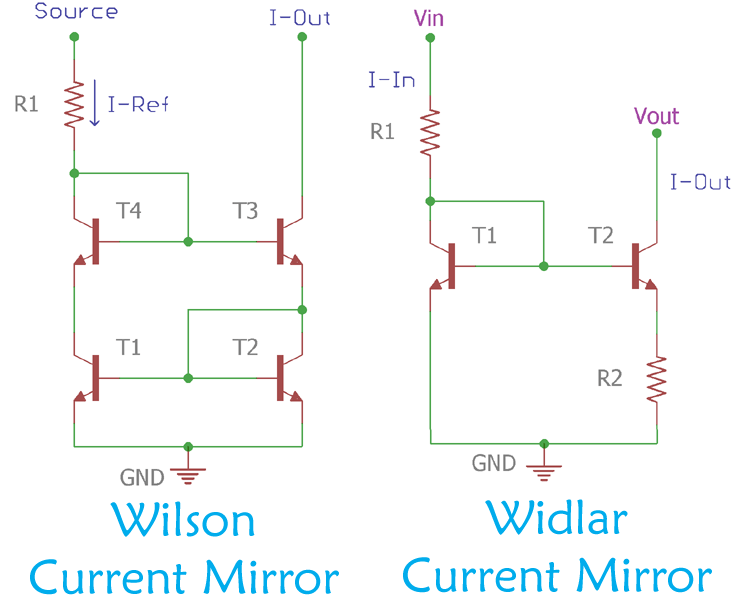 Source
I-Out
R1
I-Ref
T4
T3
T1
T2
GND
Wilson
Current Mirror
Vin
I-In
R1
Vout
I-Out
T1
T2
R2
GND
Widlar
Current Mirror